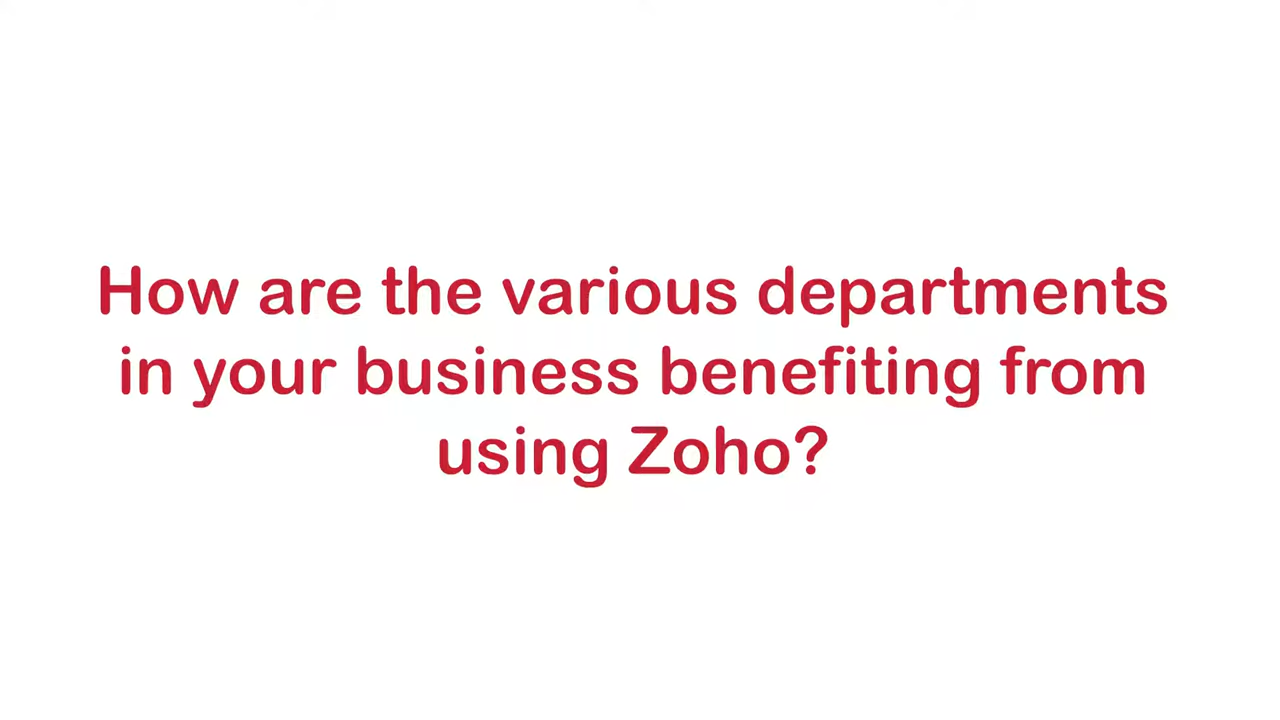 How are the various departments
in your business benefiting from
using Zoho?